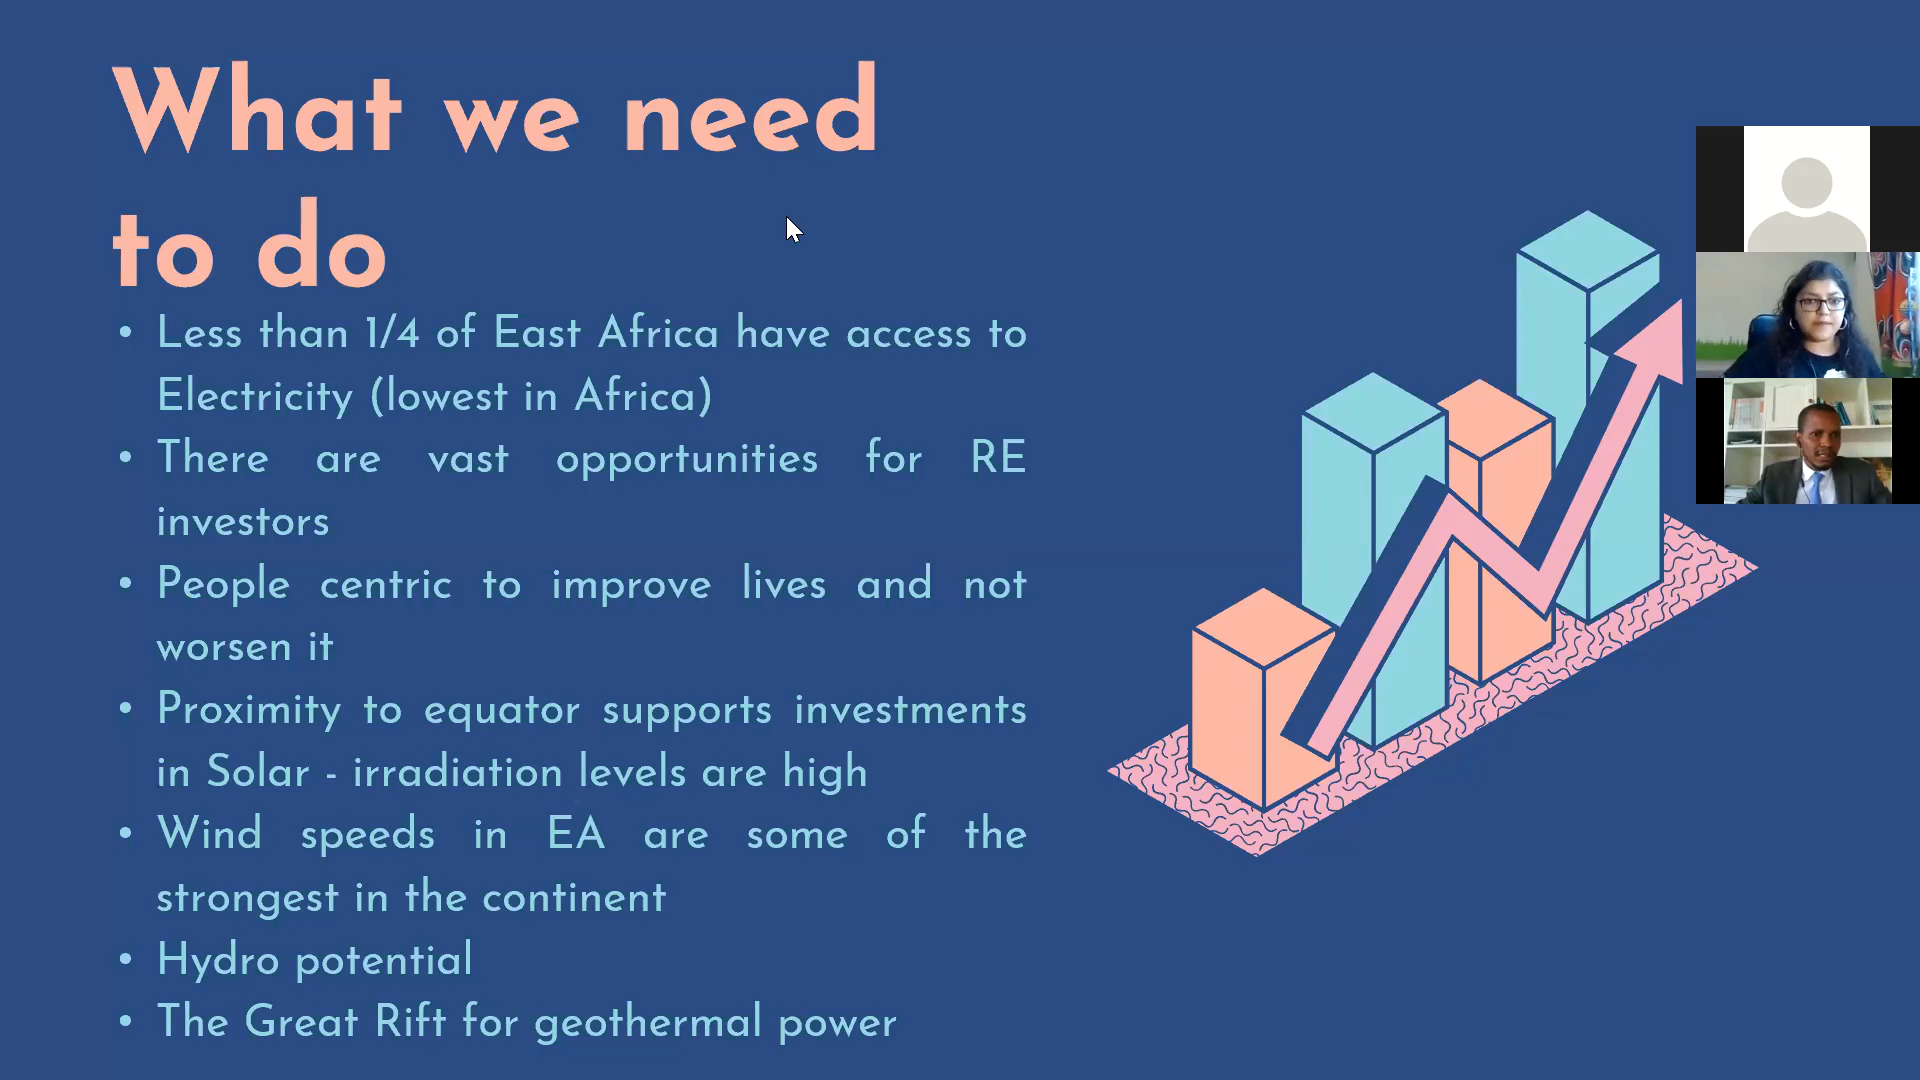 What we need
to do
• Less than 1/4 of East Africa have access to
Electricity (lowest in Africa)
• There are vast opportunities for RE
investors
• People centric to improve lives and not
worsen it
• Proximity to equator supports investments
in Solar - irradiation levels are high
• Wind speeds in EA are some of the
strongest in the continent
• Hydro potential
• The Great Rift for geothermal power